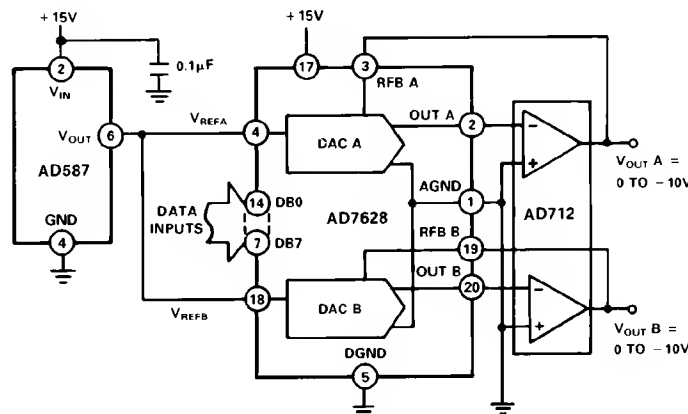 + 15V
+ 15V
2
0.1µF
17
3
VIN
RFB A
VOUT
6
VREFA
4
DAC A
OUT A
2
AD587
VOUT A =
0 TO −10V
GND
4
DATA
INPUTS
14
DB0
AD7628
AGND
1
AD712
7
DB7
RFB B
19
OUT B
20
VREFB
18
DAC B
VOUT B =
0 TO −10V
DGND
5
−
+
−
+